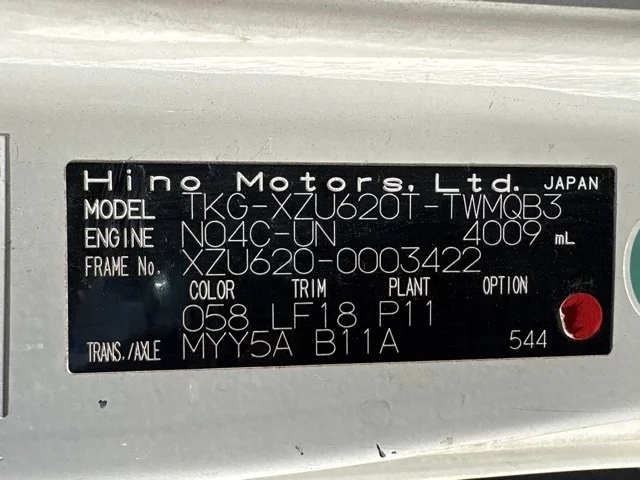 Hino Motors, Ltd. JAPAN
MODEL TKG-XZU620T-TWMQB3
ENGINE N04C-UN 4009 mL
FRAME No. XZU620-0003422
COLOR TRIM PLANT OPTION
058 LF18 P11
TRANS./AXLE MYY5A B11A 544